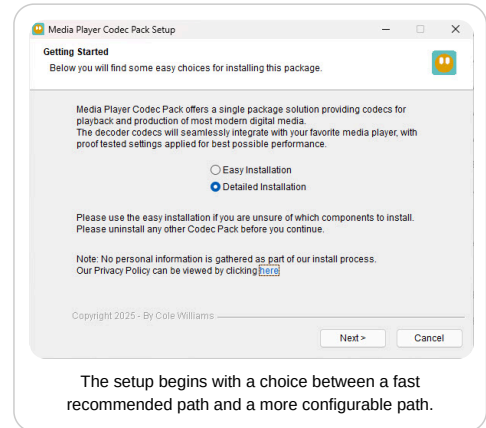 Media Player Codec Pack Setup
Getting Started
Below you will find some easy choices for installing this package.
Media Player Codec Pack offers a single package solution providing codecs for
playback and production of most modern digital media.
The decoder codecs will seamlessly integrate with your favorite media player, with
proof tested settings applied for best possible performance.
Easy Installation
Detailed Installation
Please use the easy installation if you are unsure of which components to install.
Please uninstall any other Codec Pack before you continue.
Note: No personal information is gathered as part of our install process.
Our Privacy Policy can be viewed by clicking here
Copyright 2025 - By Cole Williams
Next > Cancel
The setup begins with a choice between a fast
recommended path and a more configurable path.